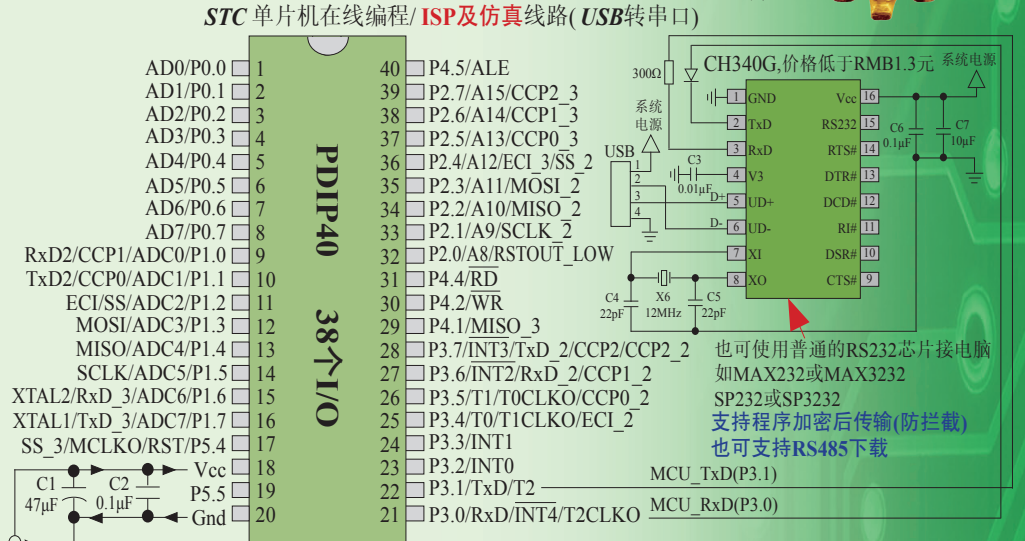 STC 单片机在线编程/ ISP及仿真线路( USB转串口)
AD0/P0.0 1
AD1/P0.1 2
AD2/P0.2 3
AD3/P0.3 4
AD4/P0.4 5
AD5/P0.5 6
AD6/P0.6 7
AD7/P0.7 8
RxD2/CCP1/ADC0/P1.0 9
TxD2/CCP0/ADC1/P1.1 10
ECI/SS/ADC2/P1.2 11
MOSI/ADC3/P1.3 12
MISO/ADC4/P1.4 13
SCLK/ADC5/P1.5 14
XTAL2/RxD_3/ADC6/P1.6 15
XTAL1/TxD_3/ADC7/P1.7 16
SS_3/MCLKO/RST/P5.4 17
Vcc 18
P5.5 19
Gnd 20
C1
47μF
C2
0.1μF
PDIP40 38个I/O
40 P4.5/ALE
39 P2.7/A15/CCP2_3
38 P2.6/A14/CCP1_3
37 P2.5/A13/CCP0_3
36 P2.4/A12/ECI_3/SS_2
35 P2.3/A11/MOSI_2
34 P2.2/A10/MISO_2
33 P2.1/A9/SCLK_2
32 P2.0/A8/RSTOUT_LOW
31 P4.4/RD
30 P4.2/WR
29 P4.1/MISO_3
28 P3.7/INT3/TxD_2/CCP2/CCP2_2
27 P3.6/INT2/RxD_2/CCP1_2
26 P3.5/T1/T0CLKO/CCP0_2
25 P3.4/T0/T1CLKO/ECI_2
24 P3.3/INT1
23 P3.2/INT0
22 P3.1/TxD/T2
21 P3.0/RxD/INT4/T2CLKO
MCU_TxD(P3.1)
MCU_RxD(P3.0)
300Ω
CH340G,价格低于RMB1.3元
系统电源
系统
电源
USB
1
2
3
4
C3
0.01μF
D+
D-
1 GND
2 TxD
3 RxD
4 V3
5 UD+
6 UD-
7 XI
8 XO
Vcc 16
RS232 15
RTS# 14
DTR# 13
DCD# 12
RI# 11
DSR# 10
CTS# 9
C6
0.1μF
C7
10μF
C4
22pF
X6
12MHz
C5
22pF
也可使用普通的RS232芯片接电脑
如MAX232或MAX3232
SP232或SP3232
支持程序加密后传输(防拦截)
也可支持RS485下载